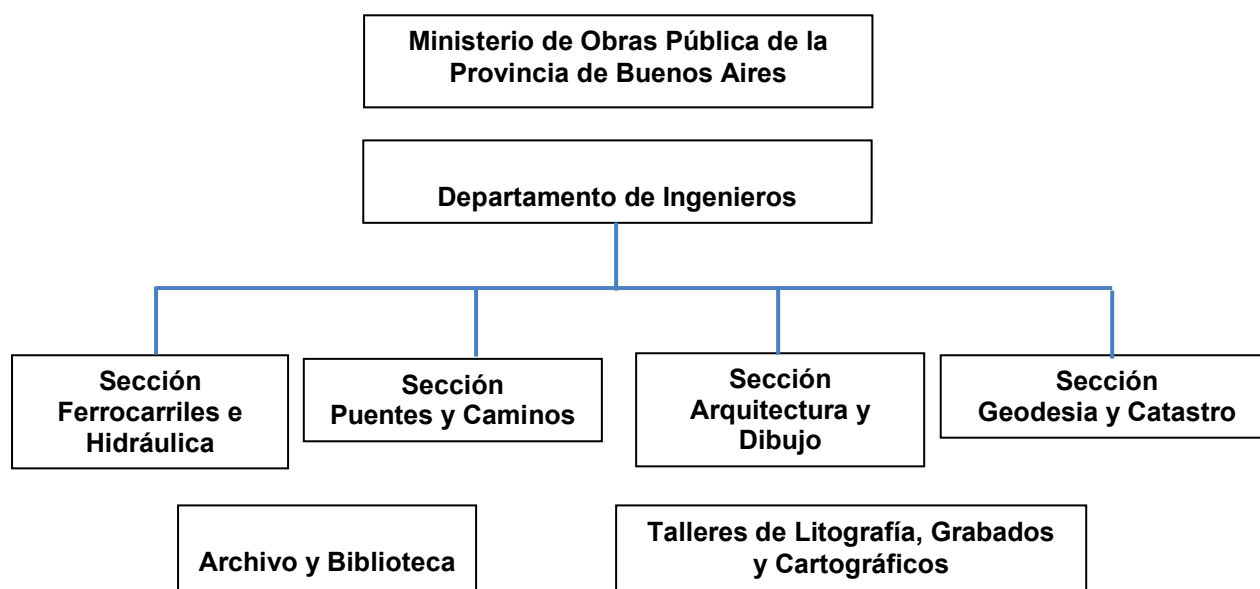 Ministerio de Obras Pública de la
Provincia de Buenos Aires
Departamento de Ingenieros
Sección
Ferrocarriles e
Hidráulica
Sección
Puentes y Caminos
Sección
Arquitectura y
Dibujo
Sección
Geodesia y Catastro
Archivo y Biblioteca
Talleres de Litografía, Grabados
y Cartográficos